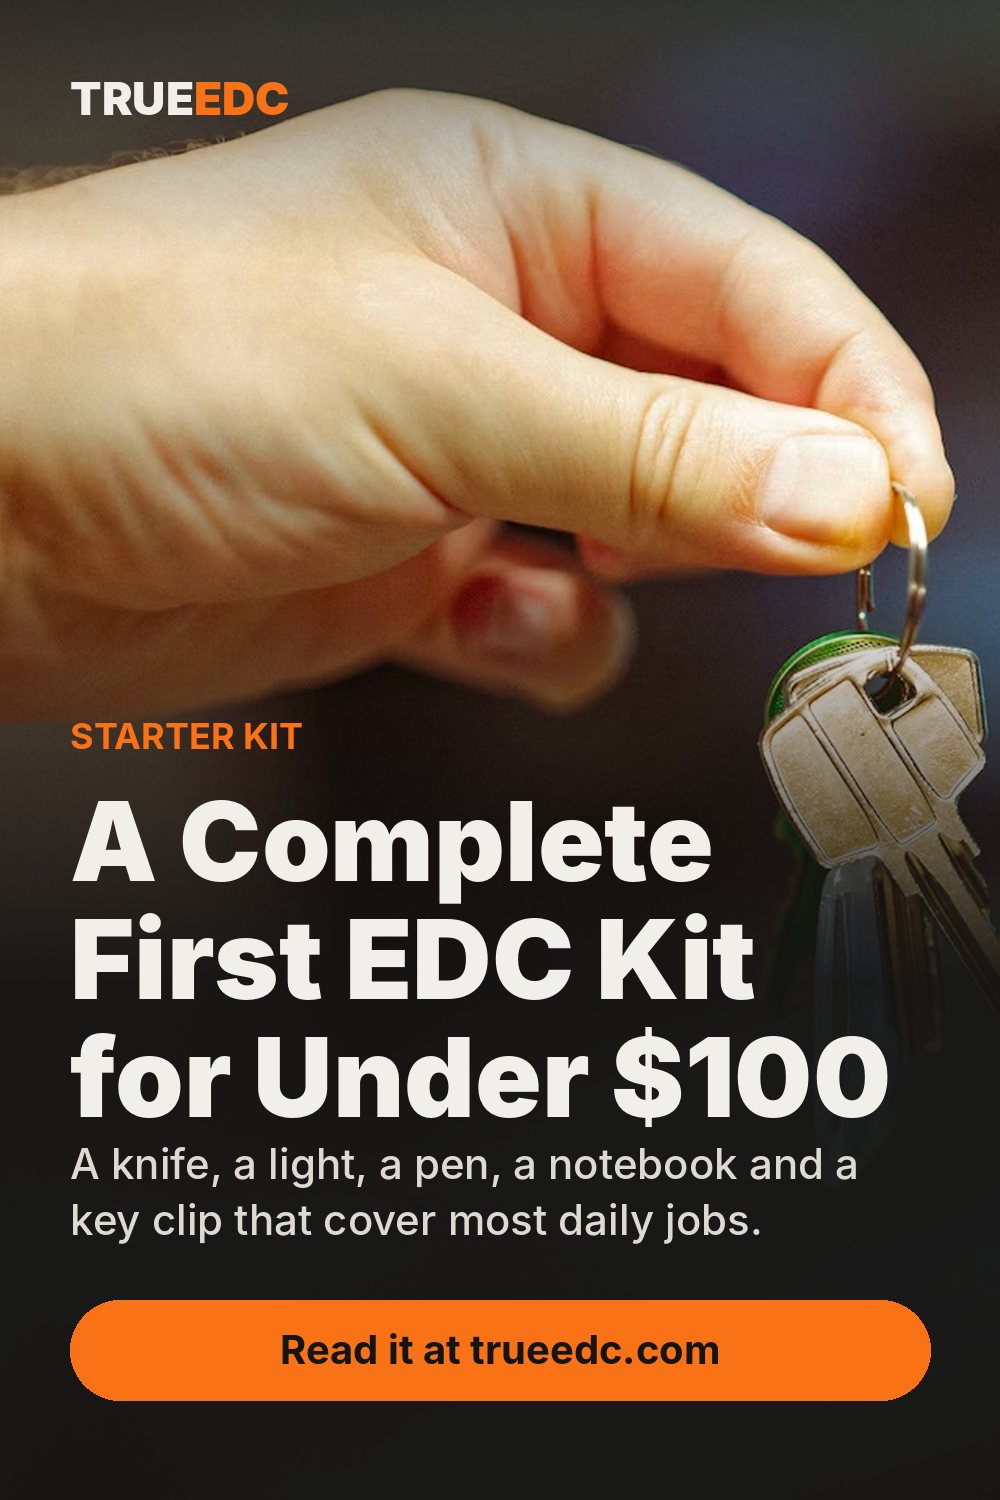 TRUEEDC
STARTER KIT
A Complete
First EDC Kit
for Under $100
A knife, a light, a pen, a notebook and a
key clip that cover most daily jobs.
Read it at trueedc.com